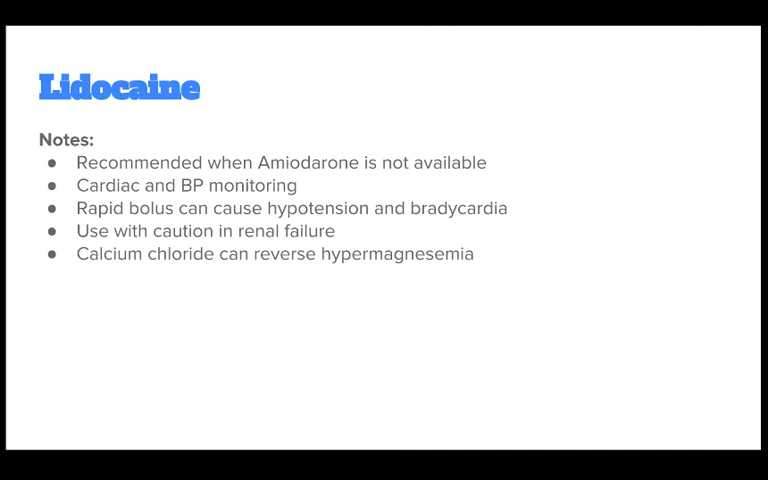 Lidocaine
Notes:
● Recommended when Amiodarone is not available
● Cardiac and BP monitoring
● Rapid bolus can cause hypotension and bradycardia
● Use with caution in renal failure
● Calcium chloride can reverse hypermagnesemia